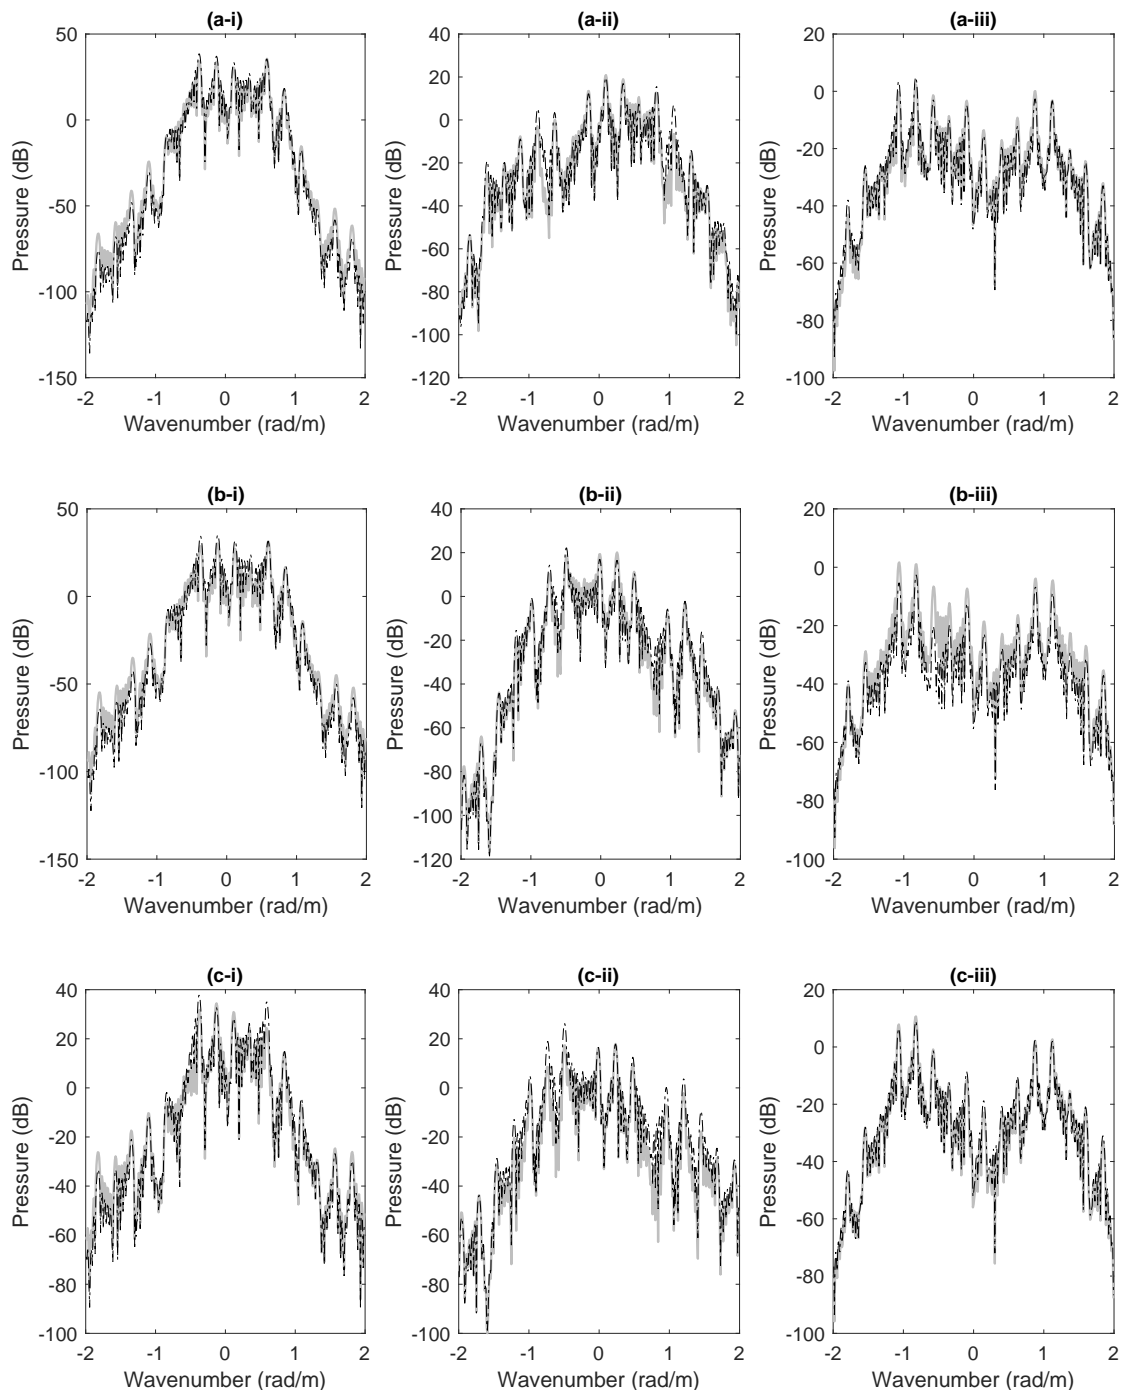 (a-i) (a-ii) (a-iii)
50 40 20
0 20 0
-50 0 -20
-100 -20 -40
-150 -40 -60
-60 -80
-80 -100
-100
-120
Pressure (dB) Pressure (dB) Pressure (dB)
-2 -1 0 1 2 -2 -1 0 1 2 -2 -1 0 1 2
Wavenumber (rad/m) Wavenumber (rad/m) Wavenumber (rad/m)
(b-i) (b-ii) (b-iii)
50 40 20
0 20 0
-50 0 -20
-100 -20 -40
-150 -40 -60
-60 -80
-80 -100
-100
-120
Pressure (dB) Pressure (dB) Pressure (dB)
-2 -1 0 1 2 -2 -1 0 1 2 -2 -1 0 1 2
Wavenumber (rad/m) Wavenumber (rad/m) Wavenumber (rad/m)
(c-i) (c-ii) (c-iii)
40 40 20
20 20 0
0 0 -20
-20 -20 -40
-40 -40 -60
-60 -60 -80
-80 -80 -100
-100 -100
Pressure (dB) Pressure (dB) Pressure (dB)
-2 -1 0 1 2 -2 -1 0 1 2 -2 -1 0 1 2
Wavenumber (rad/m) Wavenumber (rad/m) Wavenumber (rad/m)